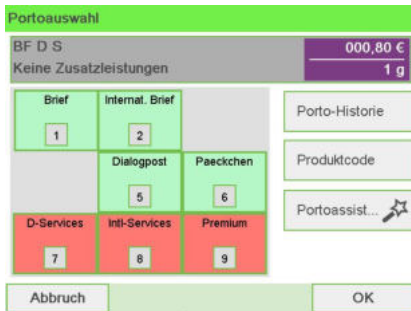 Portoauswahl
BF D S
000,80 €
Keine Zusatzleistungen
1 g
Brief
Internat. Brief
1
2
Porto-Historie
Dialogpost
Paeckchen
Produktcode
5
6
D-Services
Intl-Services
Premium
Portoassist...
7
8
9
Abbruch
OK